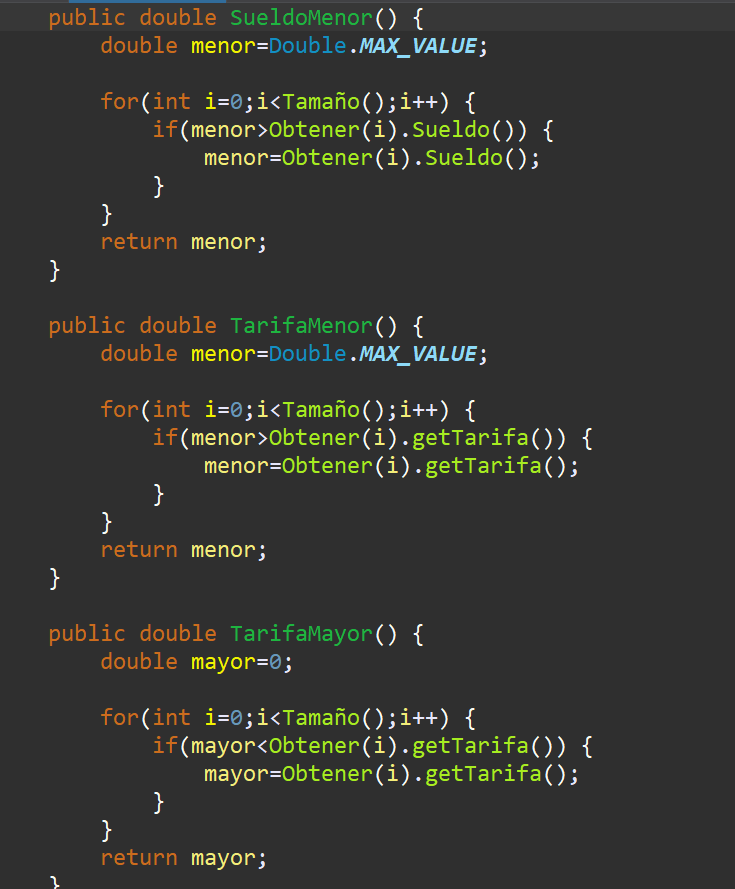 public double SueldoMenor() {
double menor=Double.MAX_VALUE;
for(int i=0;i<Tamaño();i++) {
if(menor>Obtener(i).Sueldo()) {
menor=Obtener(i).Sueldo();
}
}
return menor;
}
public double TarifaMenor() {
double menor=Double.MAX_VALUE;
for(int i=0;i<Tamaño();i++) {
if(menor>Obtener(i).getTarifa()) {
menor=Obtener(i).getTarifa();
}
}
return menor;
}
public double TarifaMayor() {
double mayor=0;
for(int i=0;i<Tamaño();i++) {
if(mayor<Obtener(i).getTarifa()) {
mayor=Obtener(i).getTarifa();
}
}
return mayor;
}